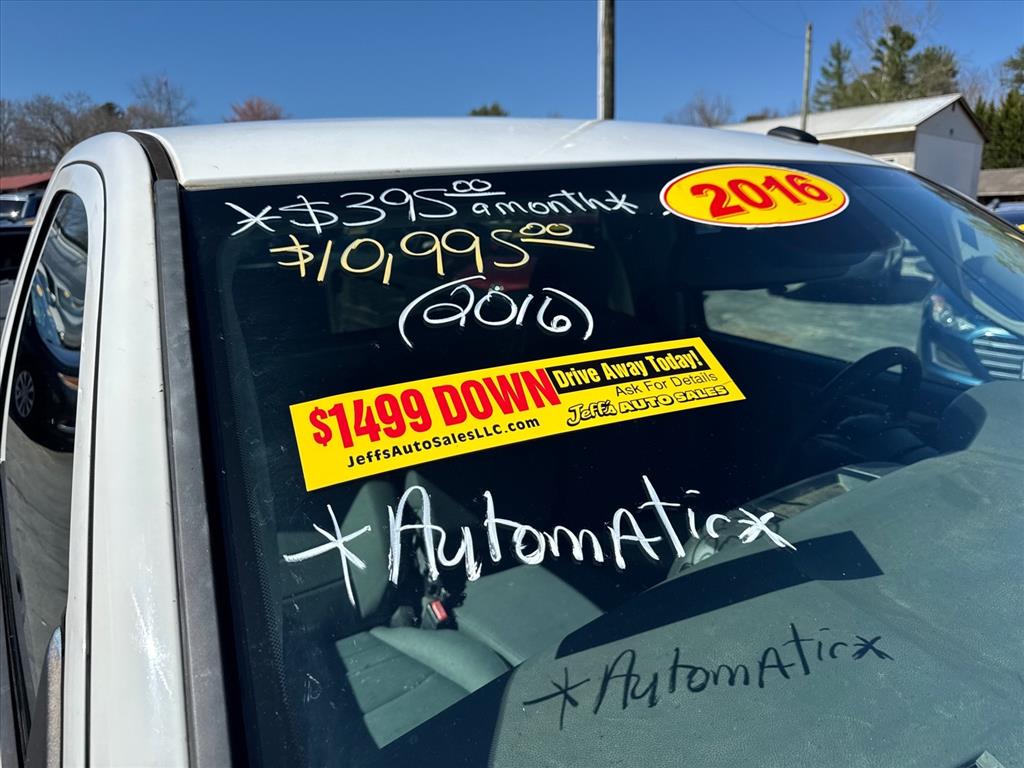 *$395.00 a month*
2016
$10,995.00
(2016)
$1499 DOWN Drive Away Today!
Ask For Details
JeffsAutoSalesLLC.com Jeff's AUTO SALES
*Automatic*
*Automatic*